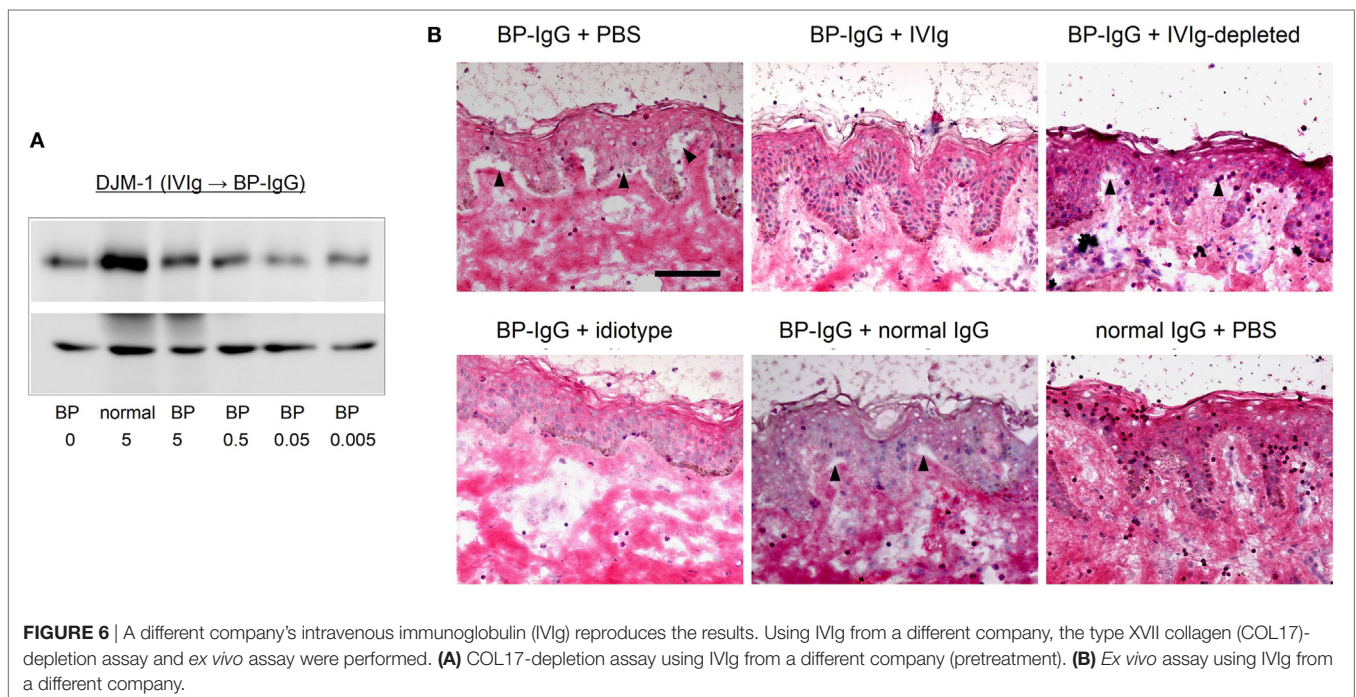 A
DJM-1 (IVIg → BP-IgG)
BP normal BP BP BP BP
0 5 5 0.5 0.05 0.005
B
BP-IgG + PBS BP-IgG + IVIg BP-IgG + IVIg-depleted
BP-IgG + idiotype BP-IgG + normal IgG normal IgG + PBS
FIGURE 6 | A different company’s intravenous immunoglobulin (IVIg) reproduces the results. Using IVIg from a different company, the type XVII collagen (COL17)-
depletion assay and ex vivo assay were performed. (A) COL17-depletion assay using IVIg from a different company (pretreatment). (B) Ex vivo assay using IVIg from
a different company.